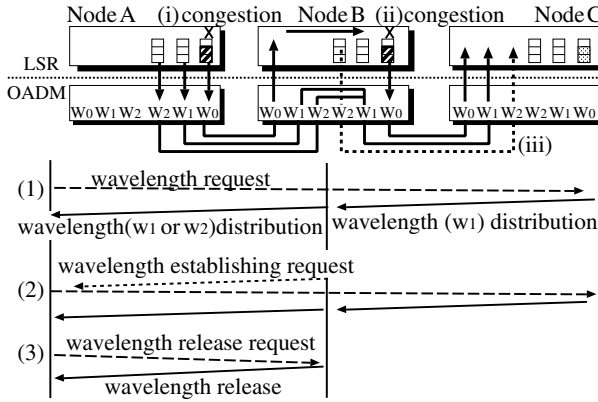 Node A (i) congestion Node B (ii) congestion Node C
X X
LSR
OADM
W0 W1 W2 W2 W1 W0 W0 W1 W2 W2 W1 W0 W0 W1 W2 W2 W1 W0
(iii)
(1) wavelength request
wavelength(w1 or w2)distribution wavelength (w1) distribution
wavelength establishing request
(2)
(3) wavelength release request
wavelength release